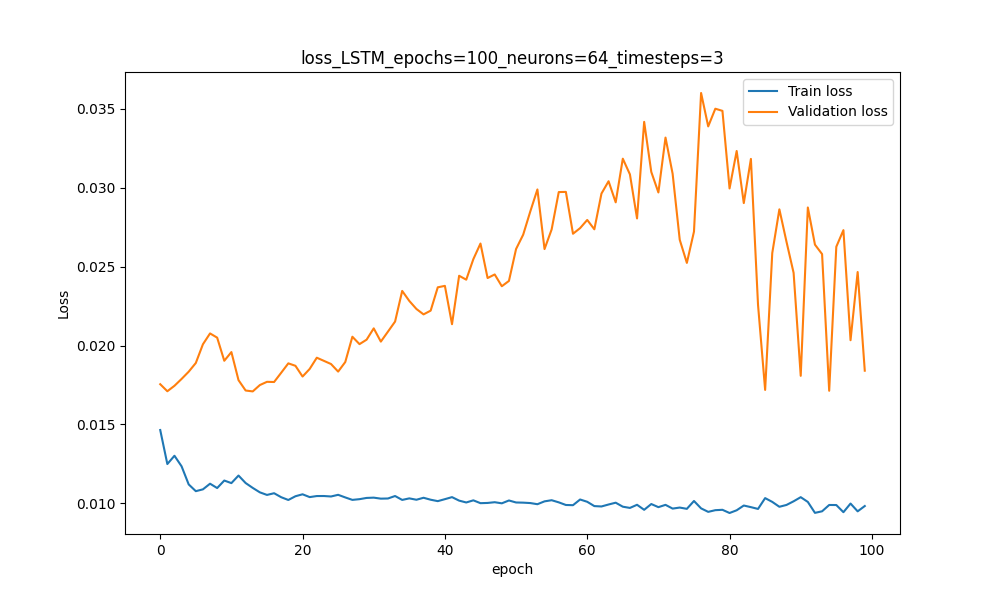 loss_LSTM_epochs=100_neurons=64_timesteps=3
Train loss
Validation loss
0.035
0.030
0.025
0.020
0.015
0.010
Loss
0 20 40 60 80 100
epoch